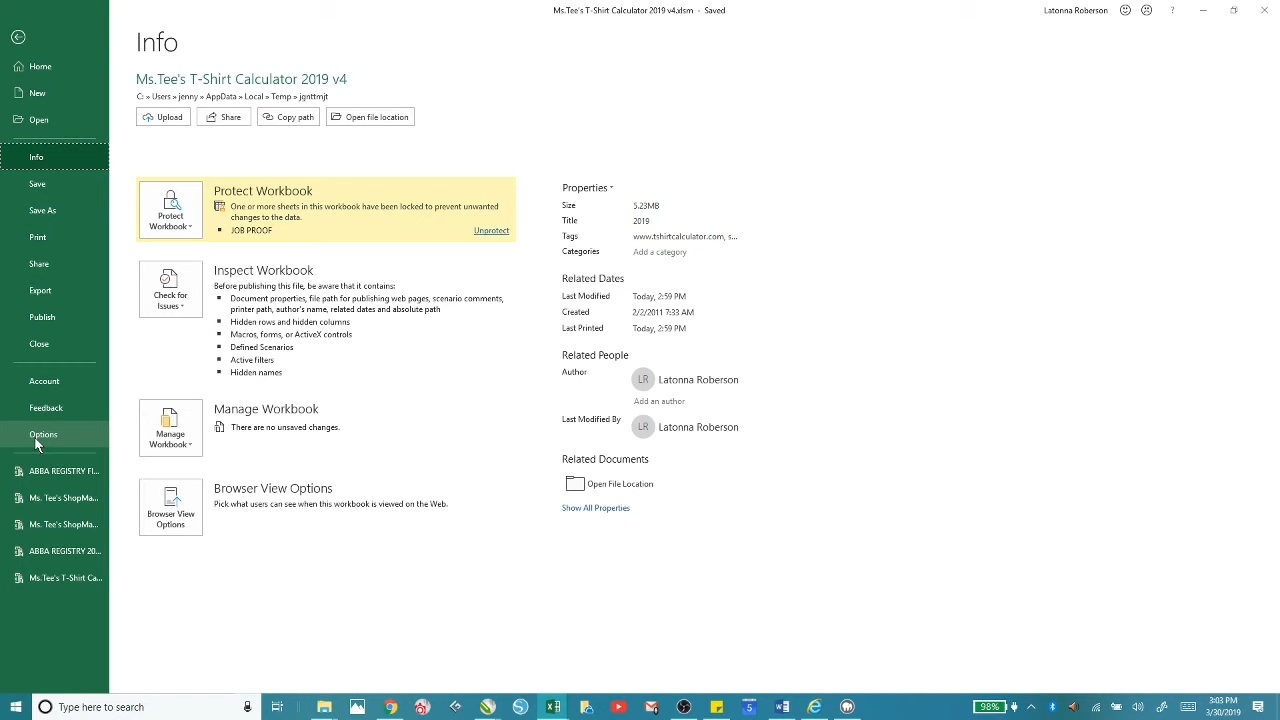 Ms.Tee's T-Shirt Calculator 2019 v4.xlsm - Saved
Latonna Roberson
?
Info
Ms.Tee's T-Shirt Calculator 2019 v4
C: » Users » jenny » AppData » Local » Temp » jgnttmjt
Upload
Share
Copy path
Open file location
Home
New
Open
Info
Save
Save As
Print
Share
Export
Publish
Close
Account
Feedback
Options
ABBA REGISTRY FI...
Ms. Tee's ShopMa...
Ms. Tee's ShopMa...
ABBA REGISTRY 20...
Ms.Tee's T-Shirt Ca...
Protect Workbook
Protect Workbook
One or more sheets in this workbook have been locked to prevent unwanted
changes to the data.
JOB PROOF
Unprotect
Check for Issues
Inspect Workbook
Before publishing this file, be aware that it contains:
Document properties, file path for publishing web pages, scenario comments,
printer path, author's name, related dates and absolute path
Hidden rows and hidden columns
Macros, forms, or ActiveX controls
Defined Scenarios
Active filters
Hidden names
Manage Workbook
Manage Workbook
There are no unsaved changes.
Browser View Options
Browser View Options
Pick what users can see when this workbook is viewed on the Web.
Properties
Size 5.23MB
Title 2019
Tags www.tshirtcalculator.com, s...
Categories Add a category
Related Dates
Last Modified Today, 2:59 PM
Created 2/2/2011 7:33 AM
Last Printed Today, 2:59 PM
Related People
Author LR Latonna Roberson
Add an author
Last Modified By LR Latonna Roberson
Related Documents
Open File Location
Show All Properties
Type here to search
98%
3:03 PM
3/30/2019